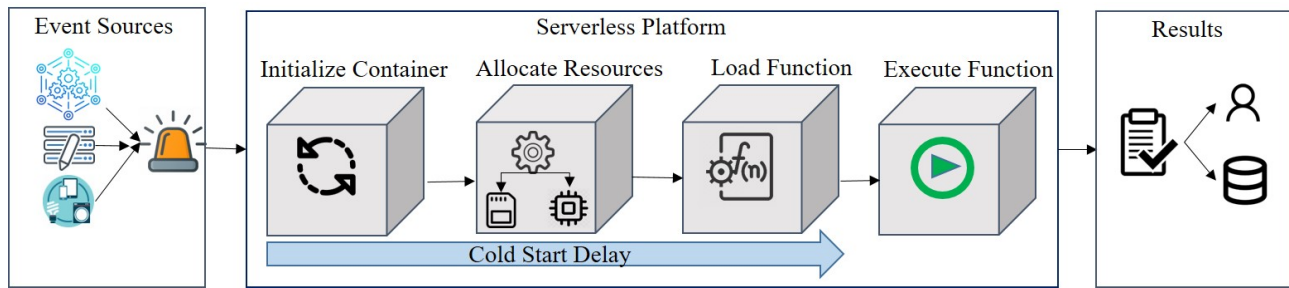 Event Sources
Serverless Platform
Results
Initialize Container
Allocate Resources
Load Function
Execute Function
f(n)
Cold Start Delay